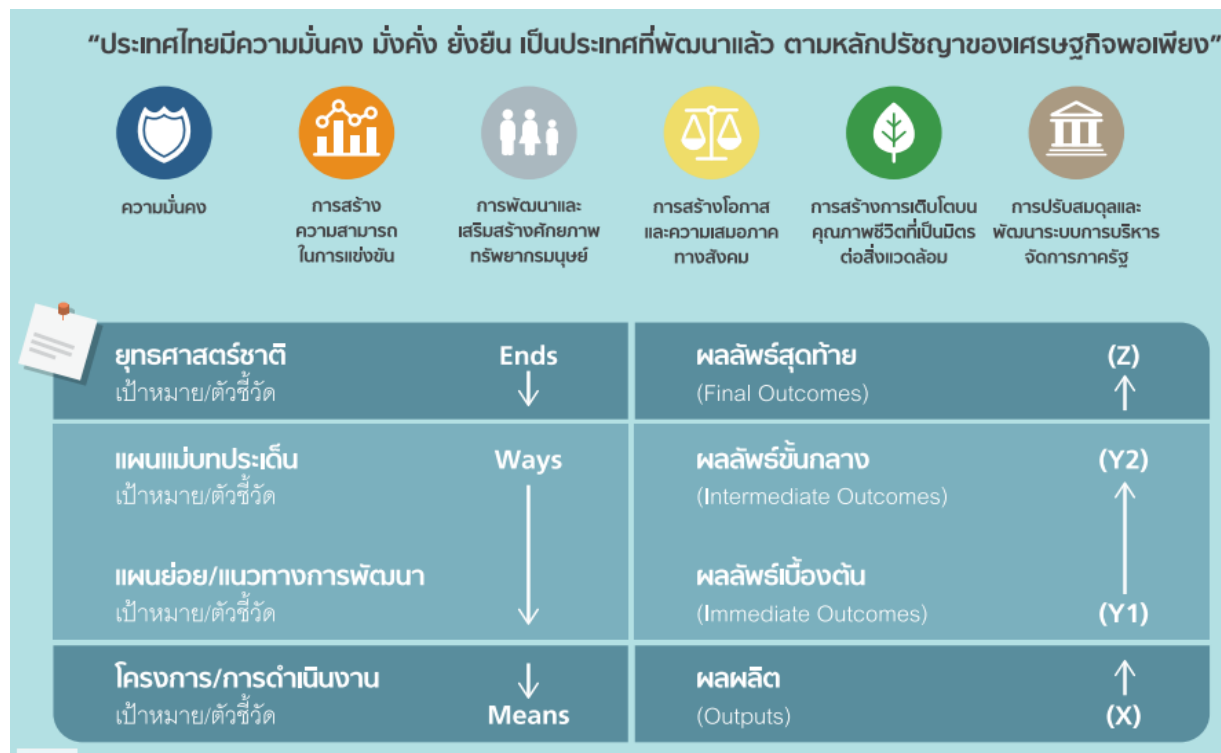 “ประเทศไทยมีความมั่นคง มั่งคั่ง ยั่งยืน เป็นประเทศที่พัฒนาแล้ว ตามหลักปรัชญาของเศรษฐกิจพอเพียง”
ความมั่นคง
การสร้าง
ความสามารถ
ในการแข่งขัน
การพัฒนาและ
เสริมสร้างศักยภาพ
ทรัพยากรมนุษย์
การสร้างโอกาส
และความเสมอภาค
ทางสังคม
การสร้างการเติบโตบน
คุณภาพชีวิตที่เป็นมิตร
ต่อสิ่งแวดล้อม
การปรับสมดุลและ
พัฒนาระบบการบริหาร
จัดการภาครัฐ
ยุทธศาสตร์ชาติ Ends ผลลัพธ์สุดท้าย (Z)
เป้าหมาย/ตัวชี้วัด (Final Outcomes)
แผนแม่บทประเด็น Ways ผลลัพธ์ขั้นกลาง (Y2)
เป้าหมาย/ตัวชี้วัด (Intermediate Outcomes)
แผนย่อย/แนวทางการพัฒนา ผลลัพธ์เบื้องต้น
เป้าหมาย/ตัวชี้วัด (Immediate Outcomes) (Y1)
โครงการ/การดำเนินงาน ผลผลิต
เป้าหมาย/ตัวชี้วัด Means (Outputs) (X)